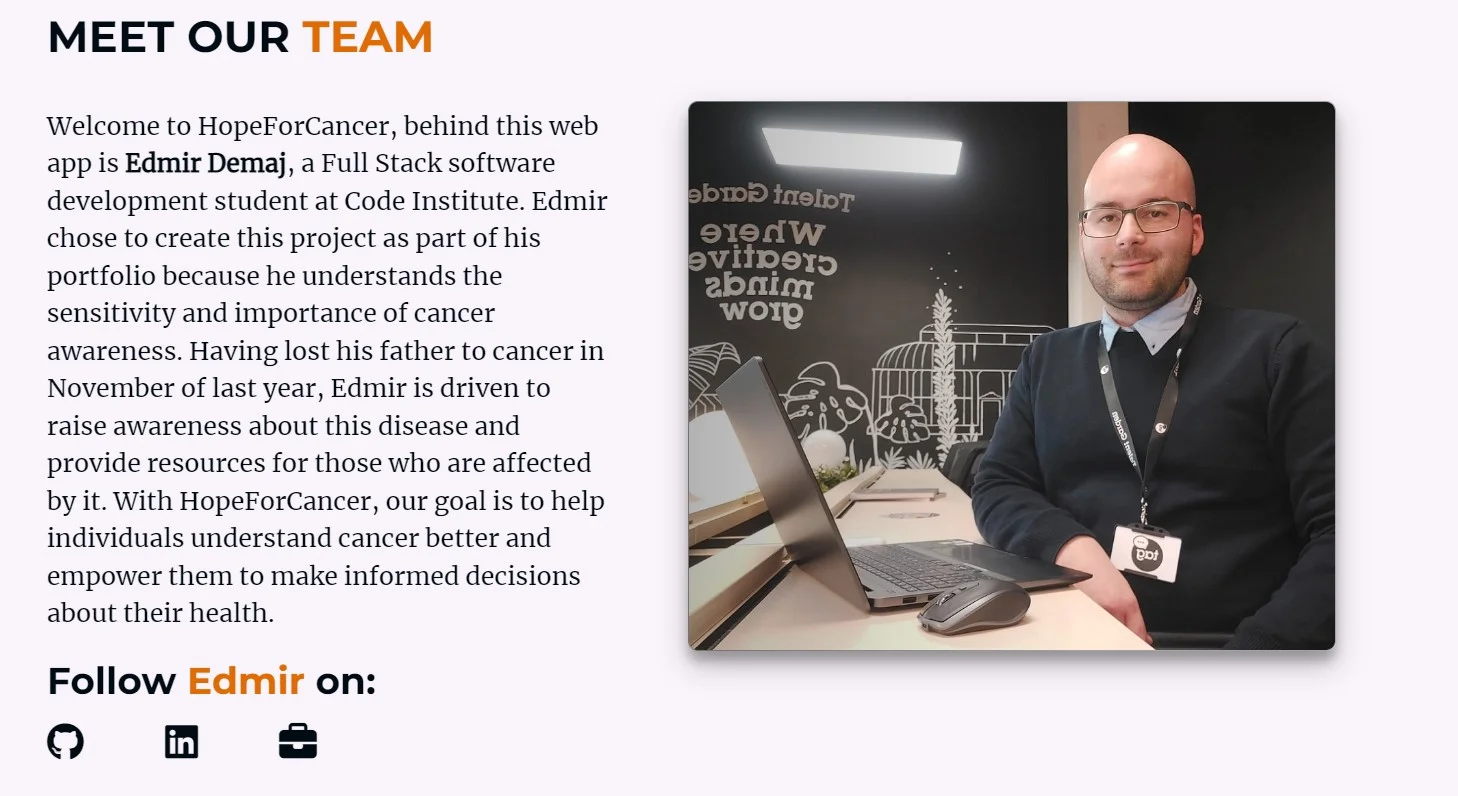 MEET OUR TEAM
Welcome to HopeForCancer, behind this web
app is Edmir Demaj, a Full Stack software
development student at Code Institute. Edmir
chose to create this project as part of his
portfolio because he understands the
sensitivity and importance of cancer
awareness. Having lost his father to cancer in
November of last year, Edmir is driven to
raise awareness about this disease and
provide resources for those who are affected
by it. With HopeForCancer, our goal is to help
individuals understand cancer better and
empower them to make informed decisions
about their health.
Follow Edmir on:
in
Talent Garde
Where
creative
minds
grow
Talent Garden
tag